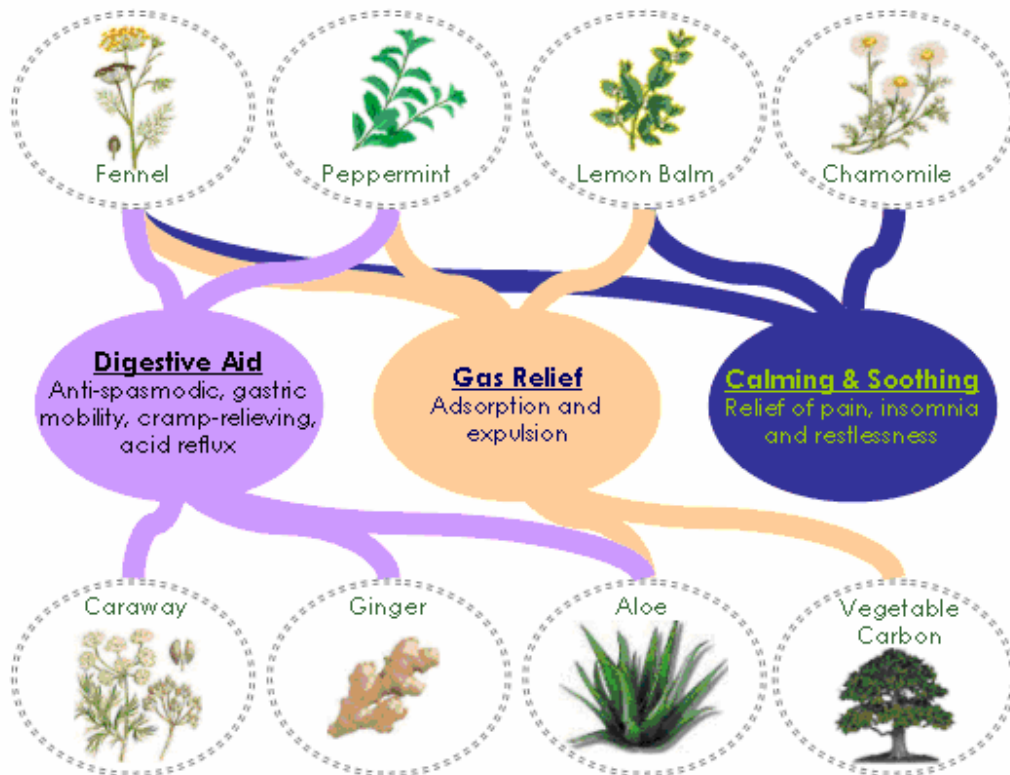 Fennel
Peppermint
Lemon Balm
Chamomile
Digestive Aid
Anti-spasmodic, gastric
mobility, cramp-relieving,
acid reflux
Gas Relief
Adsorption and
expulsion
Calming & Soothing
Relief of pain, insomnia
and restlessness
Caraway
Ginger
Aloe
Vegetable
Carbon